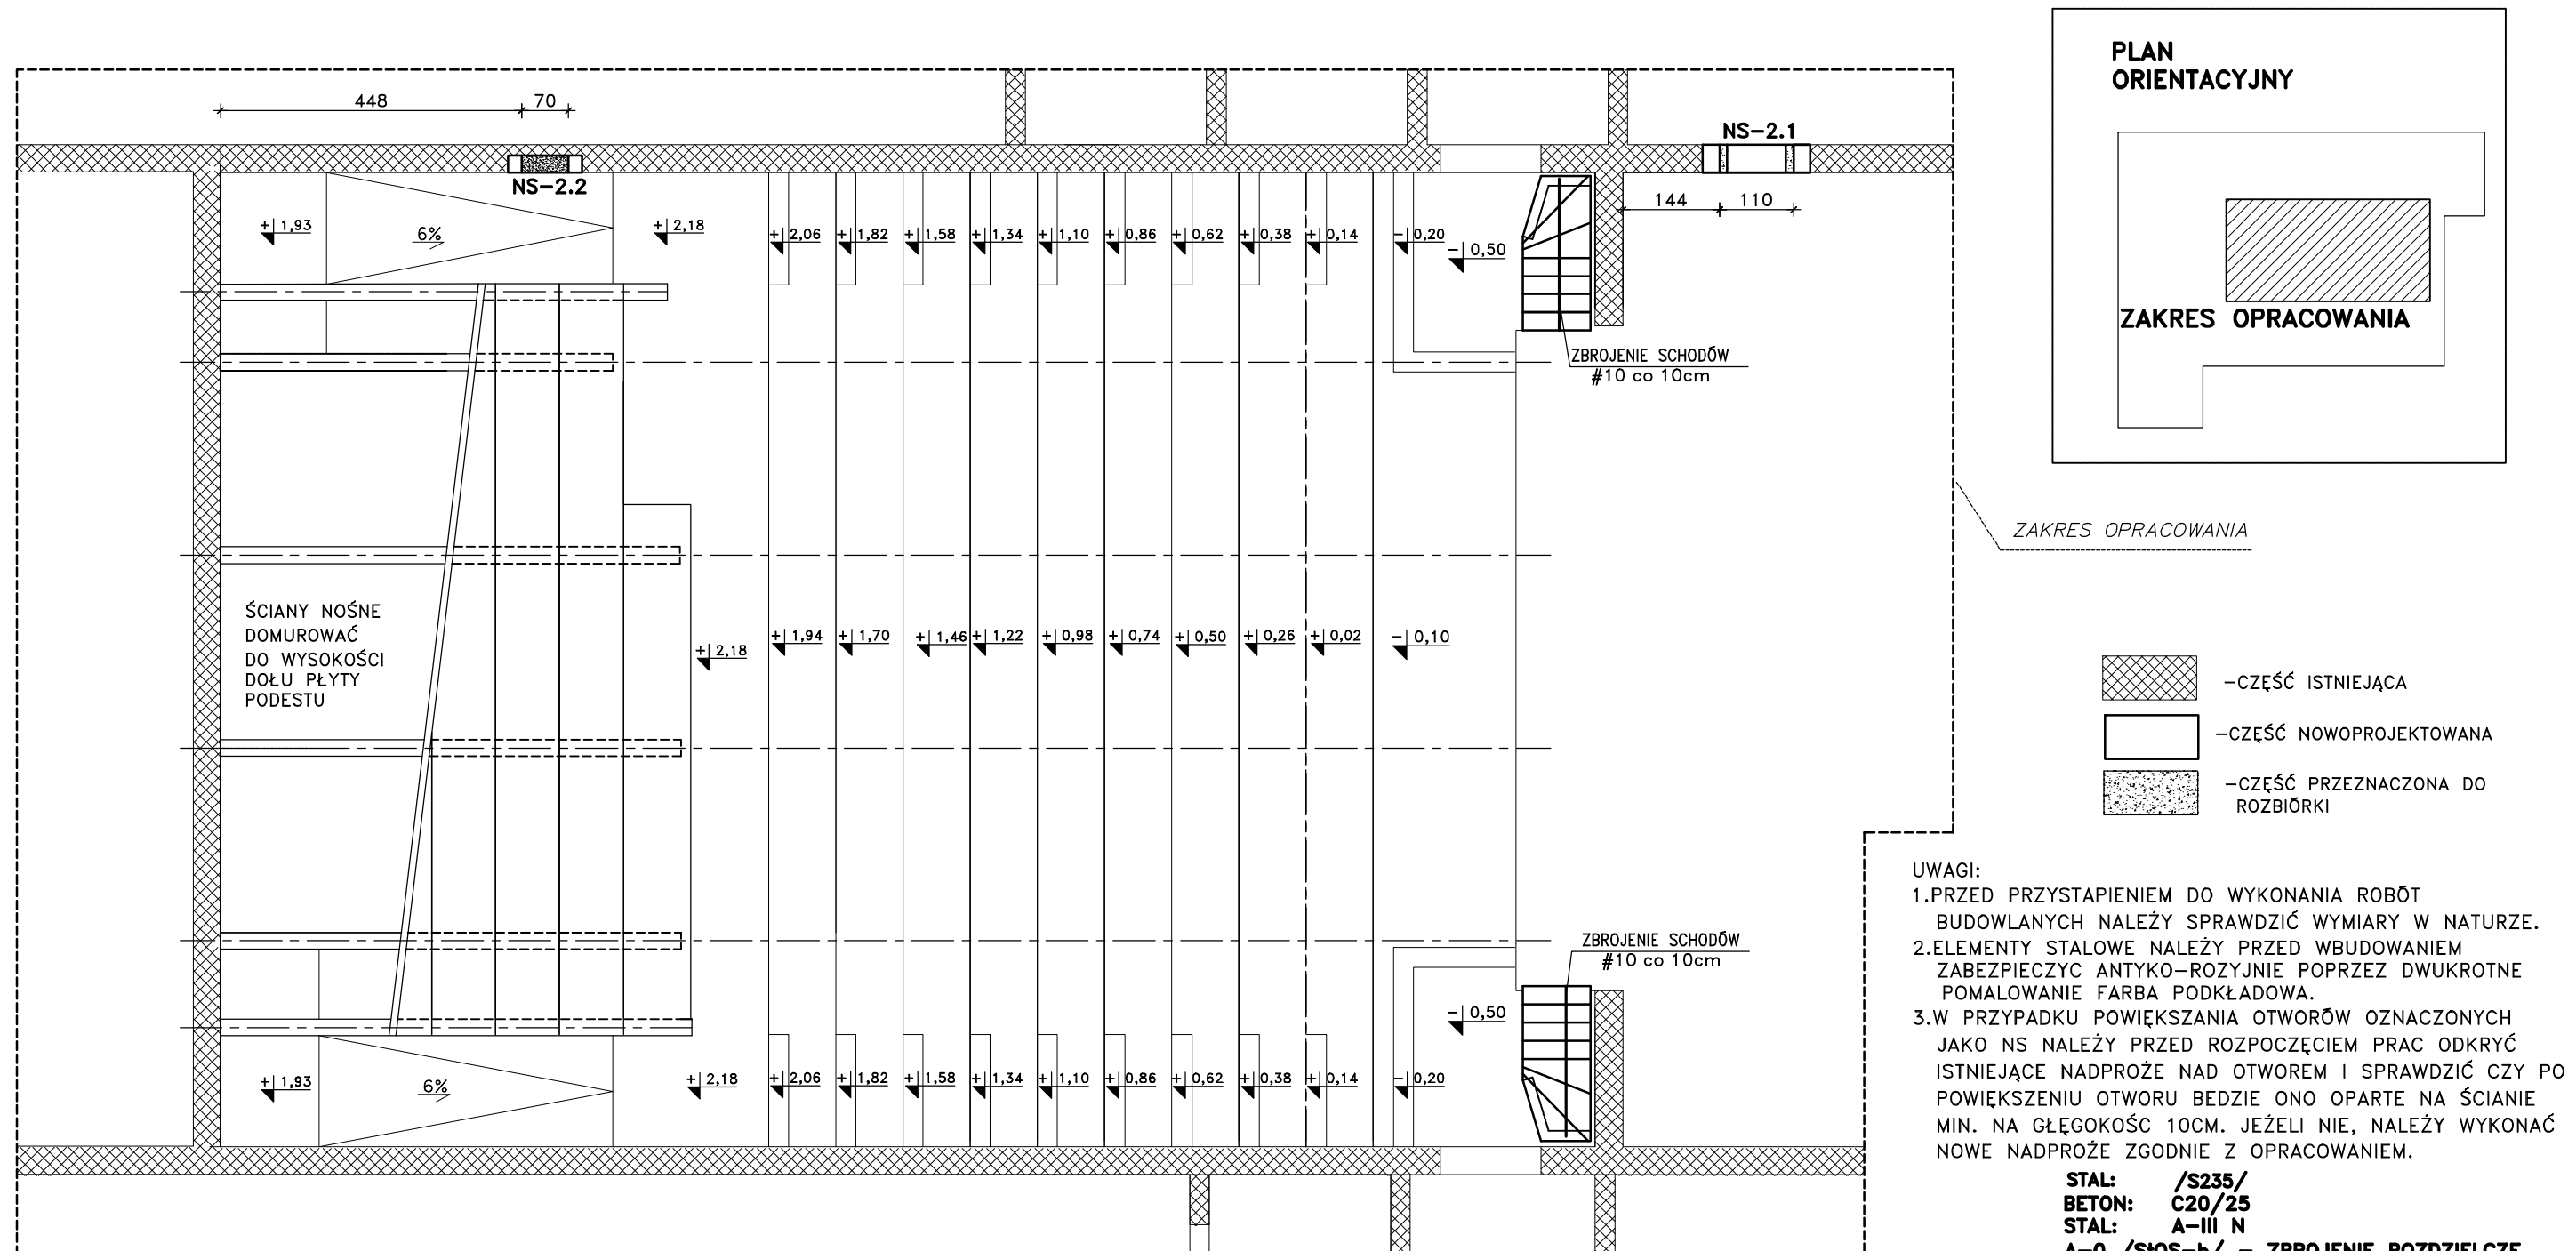 PLAN
ORIENTACYJNY
ZAKRES OPRACOWANIA
448 70
NS-2.1
NS-2.2
144 110
+1,93
6%
+2,18
+2,06 +1,82 +1,58 +1,34 +1,10 +0,86 +0,62 +0,38 +0,14 -0,20
-0,50
ZBROJENIE SCHODÓW
#10 co 10cm
ZAKRES OPRACOWANIA
ŚCIANY NOŚNE
DOMUROWAĆ
DO WYSOKOŚCI
DOŁU PŁYTY
PODESTU
+2,18
+1,94 +1,70 +1,46 +1,22 +0,98 +0,74 +0,50 +0,26 +0,02 -0,10
-CZĘŚĆ ISTNIEJĄCA
-CZĘŚĆ NOWOPROJEKTOWANA
-CZĘŚĆ PRZEZNACZONA DO
ROZBIÓRKI
ZBROJENIE SCHODÓW
#10 co 10cm
-0,50
+1,93
6%
+2,18
+2,06 +1,82 +1,58 +1,34 +1,10 +0,86 +0,62 +0,38 +0,14 -0,20
UWAGI:
1.PRZED PRZYSTAPIENIEM DO WYKONANIA ROBÓT
BUDOWLANYCH NALEŻY SPRAWDZIĆ WYMIARY W NATURZE.
2.ELEMENTY STALOWE NALEŻY PRZED WBUDOWANIEM
ZABEZPIECZYC ANTYKO-ROZYJNIE POPRZEZ DWUKROTNE
POMALOWANIE FARBA PODKŁADOWA.
3.W PRZYPADKU POWIĘKSZANIA OTWORÓW OZNACZONYCH
JAKO NS NALEŻY PRZED ROZPOCZĘCIEM PRAC ODKRYĆ
ISTNIEJĄCE NADPROŻE NAD OTWOREM I SPRAWDZIĆ CZY PO
POWIĘKSZENIU OTWORU BEDZIE ONO OPARTE NA ŚCIANIE
MIN. NA GŁĘGOKOŚC 10CM. JEŻELI NIE, NALEŻY WYKONAĆ
NOWE NADPROŻE ZGODNIE Z OPRACOWANIEM.
STAL: /S235/
BETON: C20/25
STAL: A-III N
A-0 /StOS-b/ - ZBROJENIE ROZDZIELCZE